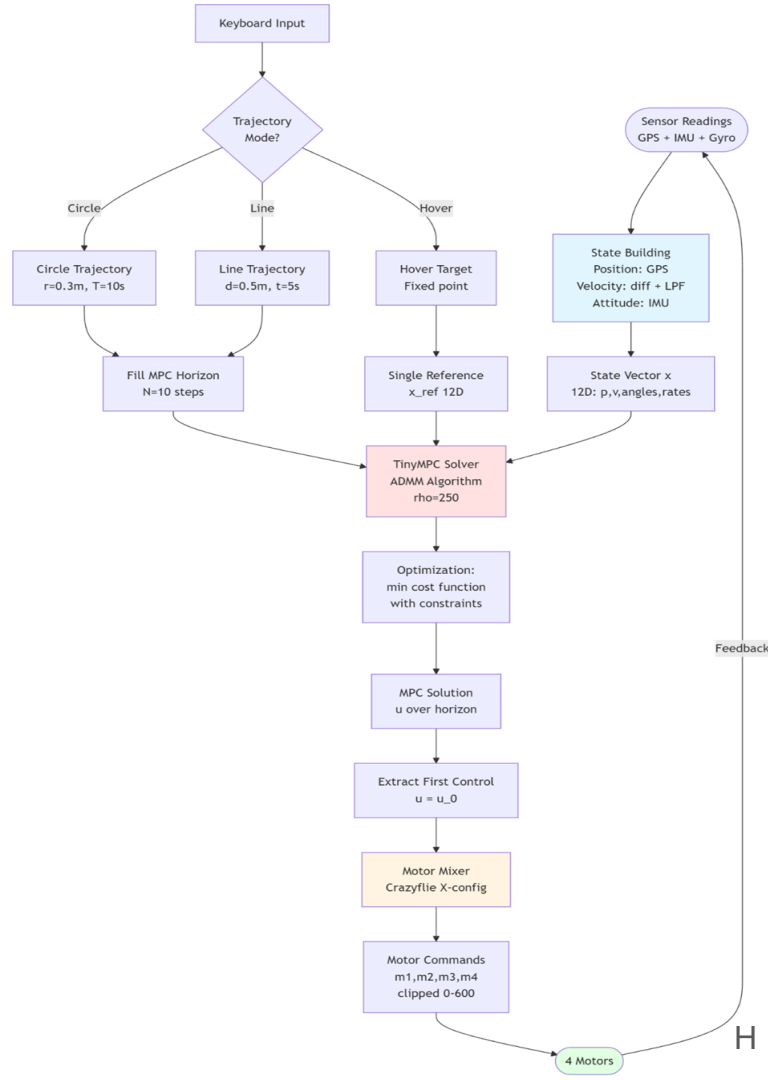 Keyboard Input
Trajectory
Mode?
Sensor Readings
GPS + IMU + Gyro
Circle
Line
Hover
Circle Trajectory
r=0.3m, T=10s
Line Trajectory
d=0.5m, t=5s
Hover Target
Fixed point
State Building
Position: GPS
Velocity: diff + LPF
Attitude: IMU
Fill MPC Horizon
N=10 steps
Single Reference
x_ref 12D
State Vector x
12D: p,v,angles,rates
TinyMPC Solver
ADMM Algorithm
rho=250
Optimization:
min cost function
with constraints
Feedback
MPC Solution
u over horizon
Extract First Control
u = u_0
Motor Mixer
Crazyflie X-config
Motor Commands
m1,m2,m3,m4
clipped 0-600
H
4 Motors